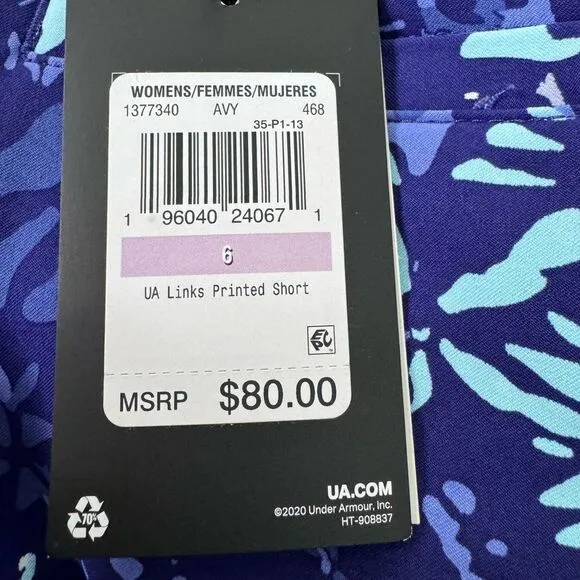 WOMENS/FEMMES/MUJERES
1377340 AVY 468
35-P1-13
1 96040 24067 1
6
UA Links Printed Short
EPC
MSRP $80.00
UA.COM
©2020 Under Armour, Inc.
HT-908837
70%